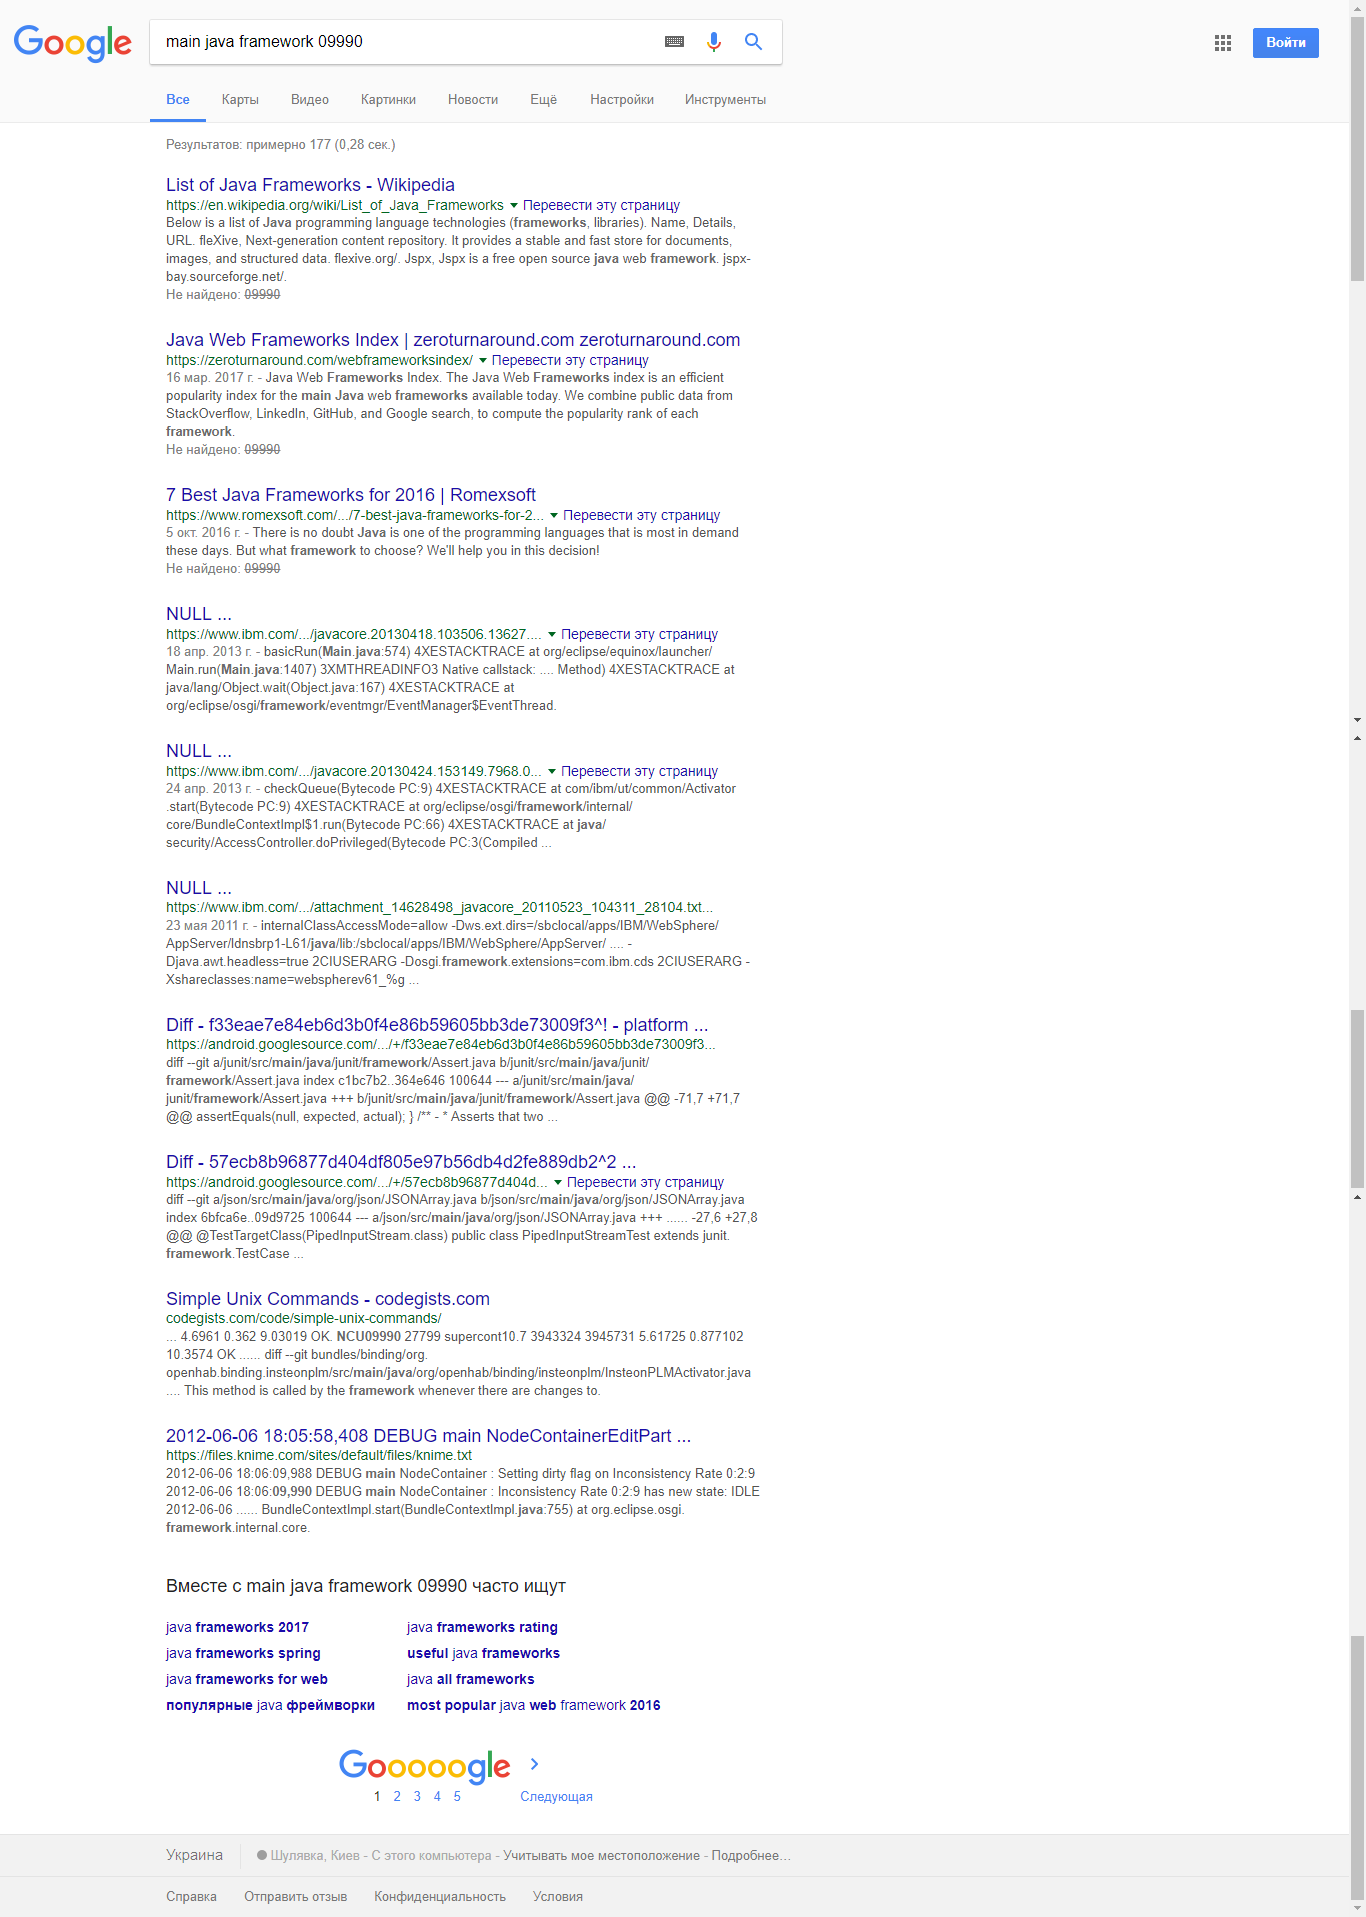 Google
main java framework 09990
Войти
Все Карты Видео Картинки Новости Ещё Настройки Инструменты
Результатов: примерно 177 (0,28 сек.)
List of Java Frameworks - Wikipedia
https://en.wikipedia.org/wiki/List_of_Java_Frameworks Перевести эту страницу
Below is a list of Java programming language technologies (frameworks, libraries). Name, Details,
URL. fleXive, Next-generation content repository. It provides a stable and fast store for documents,
images, and structured data. flexive.org/. Jspx, Jspx is a free open source java web framework. jspx-
bay.sourceforge.net/.
Не найдено: 09990
Java Web Frameworks Index | zeroturnaround.com zeroturnaround.com
https://zeroturnaround.com/webframeworksindex/ Перевести эту страницу
16 мар. 2017 г. - Java Web Frameworks Index. The Java Web Frameworks index is an efficient
popularity index for the main Java web frameworks available today. We combine public data from
StackOverflow, LinkedIn, GitHub, and Google search, to compute the popularity rank of each
framework.
Не найдено: 09990
7 Best Java Frameworks for 2016 | Romexsoft
https://www.romexsoft.com/.../7-best-java-frameworks-for-2... Перевести эту страницу
5 окт. 2016 г. - There is no doubt Java is one of the programming languages that is most in demand
these days. But what framework to choose? We'll help you in this decision!
Не найдено: 09990
NULL ...
https://www.ibm.com/.../javacore.20130418.103506.13627.... Перевести эту страницу
18 апр. 2013 г. - basicRun(Main.java:574) 4XESTACKTRACE at org/eclipse/equinox/launcher/
Main.run(Main.java:1407) 3XMTHREADINFO3 Native callstack: .... Method) 4XESTACKTRACE at
java/lang/Object.wait(Object.java:167) 4XESTACKTRACE at
org/eclipse/osgi/framework/eventmgr/EventManager$EventThread.
NULL ...
https://www.ibm.com/.../javacore.20130424.153149.7968.0... Перевести эту страницу
24 апр. 2013 г. - checkQueue(Bytecode PC:9) 4XESTACKTRACE at com/ibm/ut/common/Activator
.start(Bytecode PC:9) 4XESTACKTRACE at org/eclipse/osgi/framework/internal/
core/BundleContextImpl$1.run(Bytecode PC:66) 4XESTACKTRACE at java/
security/AccessController.doPrivileged(Bytecode PC:3(Compiled ...
NULL ...
https://www.ibm.com/.../attachment_14628498_javacore_20110523_104311_28104.txt...
23 мая 2011 г. - internalClassAccessMode=allow -Dws.ext.dirs=/sbclocal/apps/IBM/WebSphere/
AppServer/ldnsbrp1-L61/java/lib:/sbclocal/apps/IBM/WebSphere/AppServer/ .... -
Djava.awt.headless=true 2CIUSERARG -Dosgi.framework.extensions=com.ibm.cds 2CIUSERARG -
Xshareclasses:name=webspherev61_%g ...
Diff - f33eae7e84eb6d3b0f4e86b59605bb3de73009f3^! - platform ...
https://android.googlesource.com/.../+/f33eae7e84eb6d3b0f4e86b59605bb3de73009f3...
diff --git a/junit/src/main/java/junit/framework/Assert.java b/junit/src/main/java/junit/
framework/Assert.java index c1bc7b2..364e646 100644 --- a/junit/src/main/java/
junit/framework/Assert.java +++ b/junit/src/main/java/junit/framework/Assert.java @@ -71,7 +71,7
@@ assertEquals(null, expected, actual); } /** - * Asserts that two ...
Diff - 57ecb8b96877d404df805e97b56db4d2fe889db2^2 ...
https://android.googlesource.com/.../+/57ecb8b96877d404d... Перевести эту страницу
diff --git a/json/src/main/java/org/json/JSONArray.java b/json/src/main/java/org/json/JSONArray.java
index 6bfca6e..09d9725 100644 --- a/json/src/main/java/org/json/JSONArray.java +++ ...... -27,6 +27,8
@@ @TestTargetClass(PipedInputStream.class) public class PipedInputStreamTest extends junit.
framework.TestCase ...
Simple Unix Commands - codegists.com
codegists.com/code/simple-unix-commands/
... 4.6961 0.362 9.03019 OK. NCU09990 27799 supercont10.7 3943324 3945731 5.61725 0.877102
10.3574 OK ...... diff --git bundles/binding/org.
openhab.binding.insteonplm/src/main/java/org/openhab/binding/insteonplm/InsteonPLMActivator.java
.... This method is called by the framework whenever there are changes to.
2012-06-06 18:05:58,408 DEBUG main NodeContainerEditPart ...
https://files.knime.com/sites/default/files/knime.txt
2012-06-06 18:06:09,988 DEBUG main NodeContainer : Setting dirty flag on Inconsistency Rate 0:2:9
2012-06-06 18:06:09,990 DEBUG main NodeContainer : Inconsistency Rate 0:2:9 has new state: IDLE
2012-06-06 ...... BundleContextImpl.start(BundleContextImpl.java:755) at org.eclipse.osgi.
framework.internal.core.
Вместе с main java framework 09990 часто ищут
java frameworks 2017 java frameworks rating
java frameworks spring useful java frameworks
java frameworks for web java all frameworks
популярные java фреймворки most popular java web framework 2016
Gooooogle
1 2 3 4 5 Следующая
Украина Шулявка, Киев - С этого компьютера - Учитывать мое местоположение - Подробнее...
Справка Отправить отзыв Конфиденциальность Условия